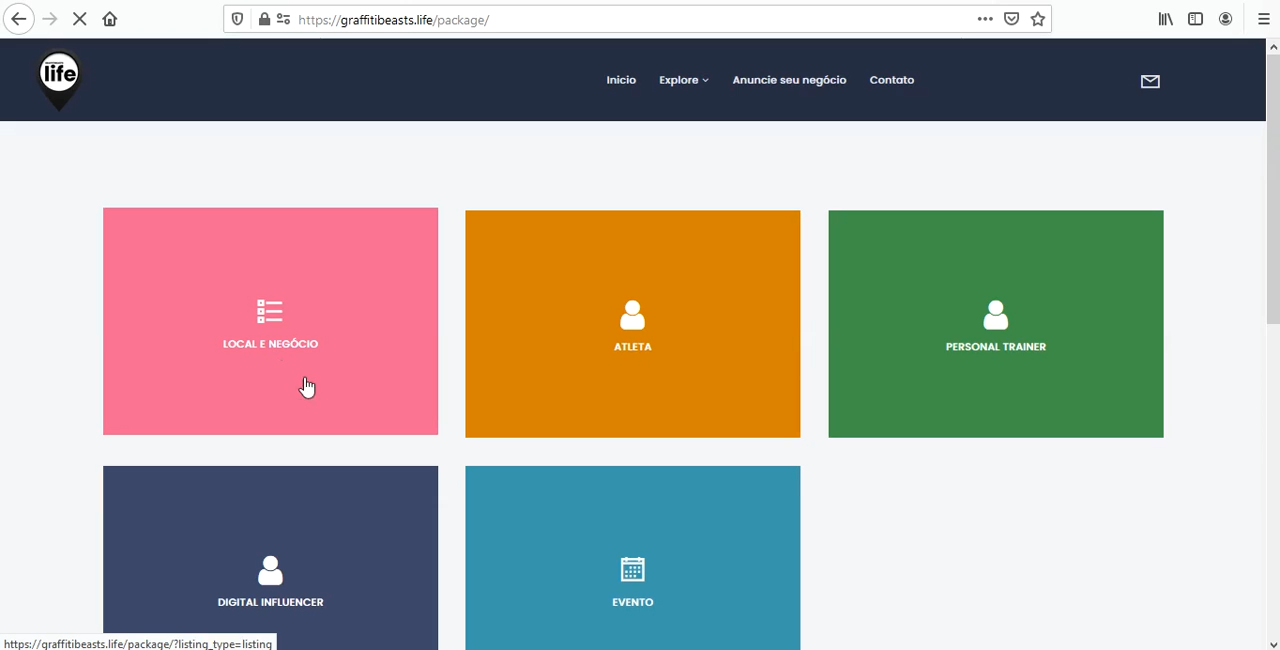 https://graffitibeasts.life/package/
life
Inicio
Explore
Anuncie seu negócio
Contato
LOCAL E NEGÓCIO
ATLETA
PERSONAL TRAINER
DIGITAL INFLUENCER
EVENTO
https://graffitibeasts.life/package/?listing_type=listing